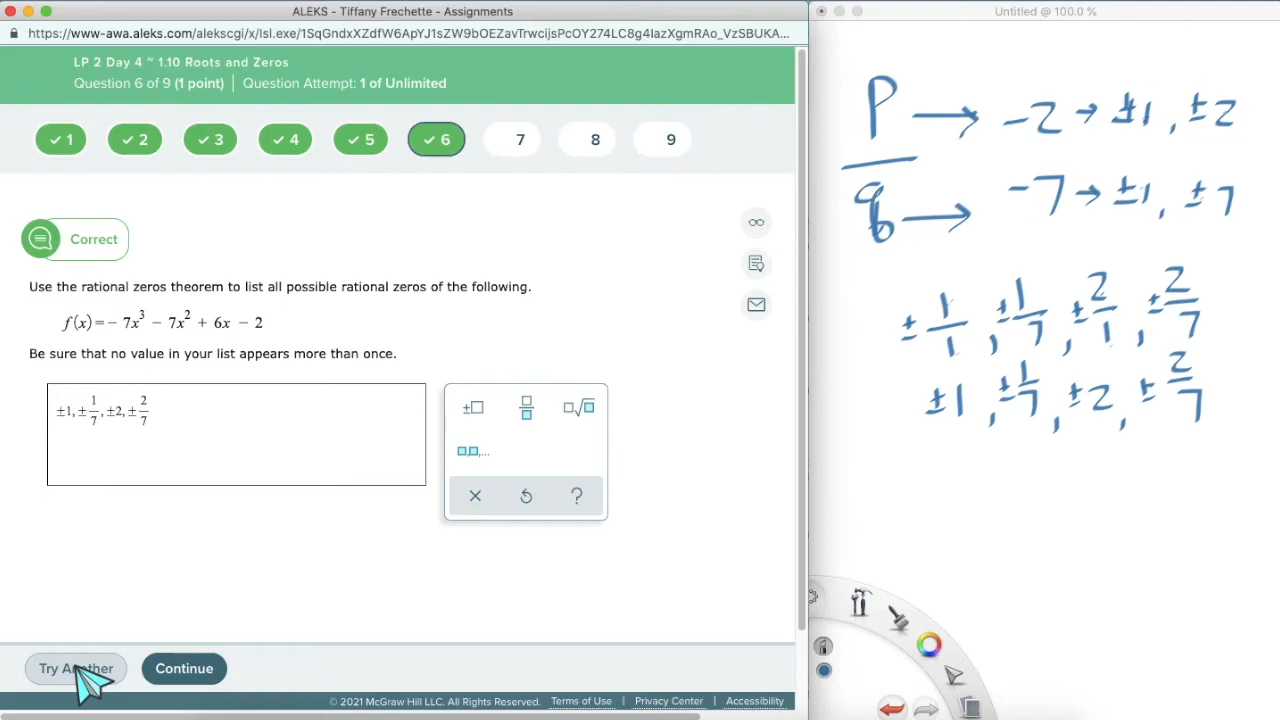 ALEKS - Tiffany Frechette - Assignments
Untitled @ 100.0 %
https://www-awa.aleks.com/alekscgi/x/Isl.exe/1SqGndxXZdfW6ApYJ1sZW9bOEZavTrwcijsPcOY274LC8g4IazXgmRAo_VzSBUKA...
LP 2 Day 4 ~ 1.10 Roots and Zeros
Question 6 of 9 (1 point) | Question Attempt: 1 of Unlimited
✓ 1 ✓ 2 ✓ 3 ✓ 4 ✓ 5 ✓ 6 7 8 9
Correct
Use the rational zeros theorem to list all possible rational zeros of the following.
f(x) = − 7x³ − 7x² + 6x − 2
Be sure that no value in your list appears more than once.
±1, ±1/7, ±2, ±2/7
±□ □/□ □√□
□,□,...
× ↺ ?
Try Another Continue
© 2021 McGraw Hill LLC. All Rights Reserved. Terms of Use | Privacy Center | Accessibility
P → -2 → ±1, ±2
q → -7 → ±1, ±7
±1/1, ±1/7, ±2/1, ±2/7
±1, ±1/7, ±2, ±2/7